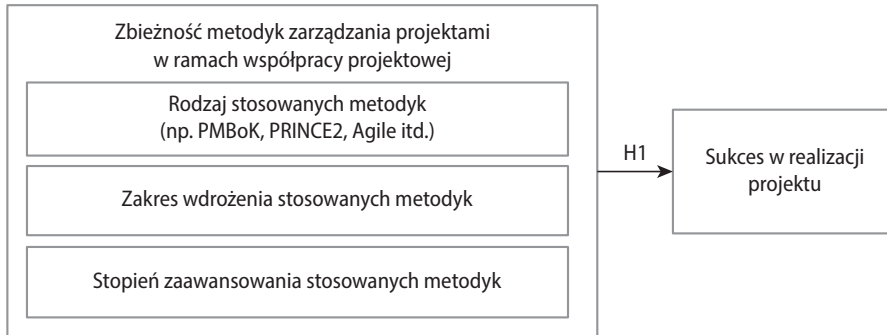 Zbieżność metodyk zarządzania projektami
w ramach współpracy projektowej
Rodzaj stosowanych metodyk
(np. PMBoK, PRINCE2, Agile itd.)
Zakres wdrożenia stosowanych metodyk
Stopień zaawansowania stosowanych metodyk
H1
Sukces w realizacji
projektu